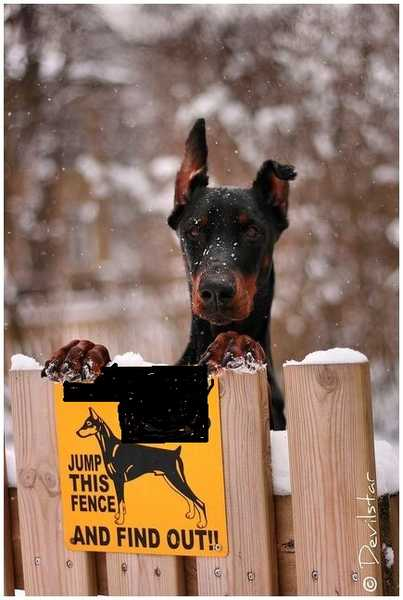 JUMP
THIS
FENCE
AND FIND OUT!!
© Devilstar